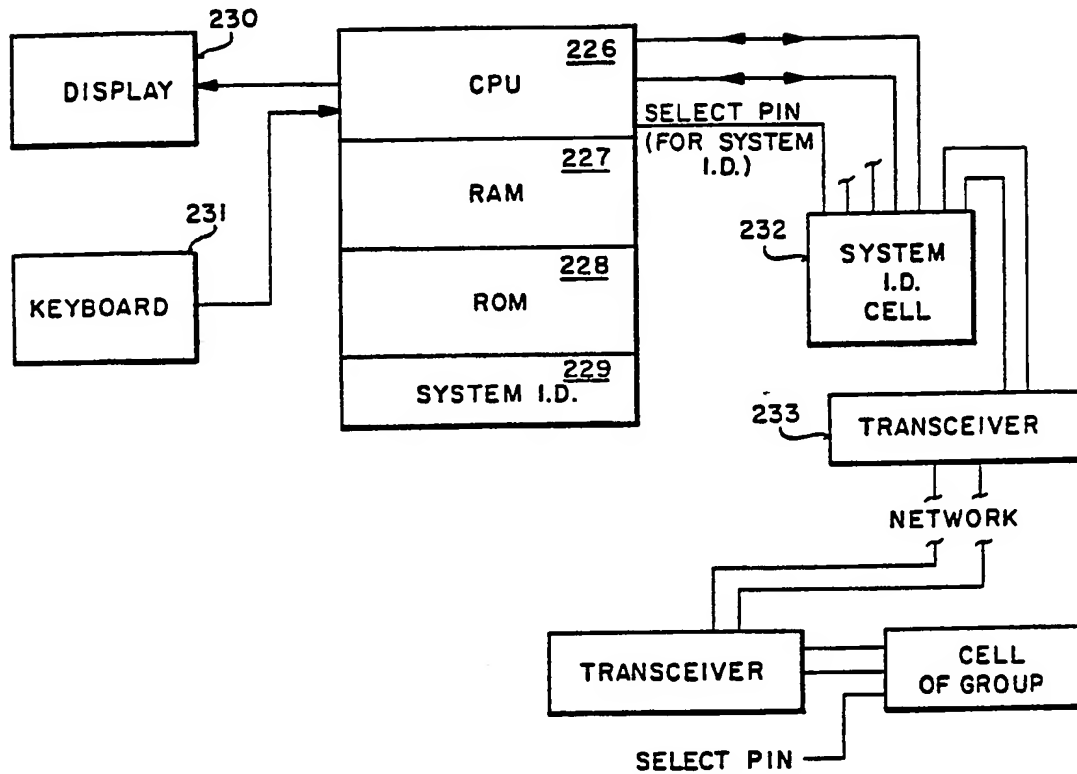 230
DISPLAY
231
KEYBOARD
226
CPU
227
RAM
228
ROM
229
SYSTEM I.D.
SELECT PIN
(FOR SYSTEM
I.D.)
232
SYSTEM
I.D.
CELL
233
TRANSCEIVER
NETWORK
TRANSCEIVER
CELL
OF GROUP
SELECT PIN